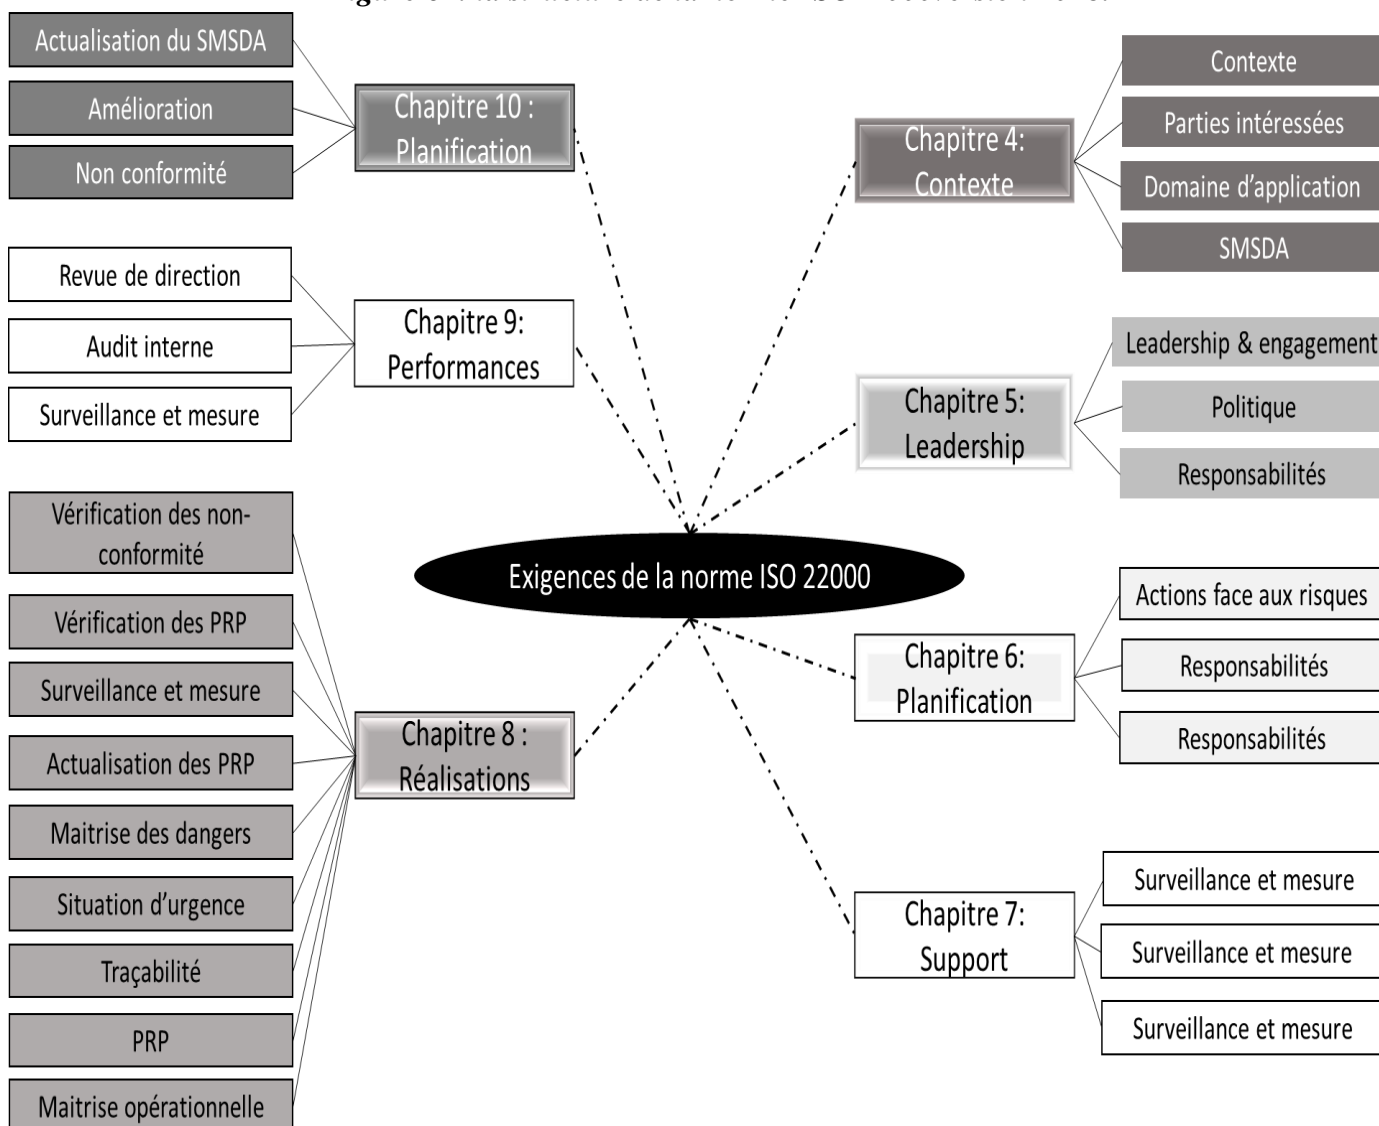 Actualisation du SMSDA
Amélioration
Non conformité
Chapitre 10 :
Planification
Revue de direction
Audit interne
Surveillance et mesure
Chapitre 9:
Performances
Vérification des non-
conformité
Vérification des PRP
Surveillance et mesure
Actualisation des PRP
Maitrise des dangers
Situation d’urgence
Traçabilité
PRP
Maitrise opérationnelle
Chapitre 8 :
Réalisations
Exigences de la norme ISO 22000
Chapitre 4:
Contexte
Contexte
Parties intéressées
Domaine d’application
SMSDA
Chapitre 5:
Leadership
Leadership & engagement
Politique
Responsabilités
Chapitre 6:
Planification
Actions face aux risques
Responsabilités
Responsabilités
Chapitre 7:
Support
Surveillance et mesure
Surveillance et mesure
Surveillance et mesure